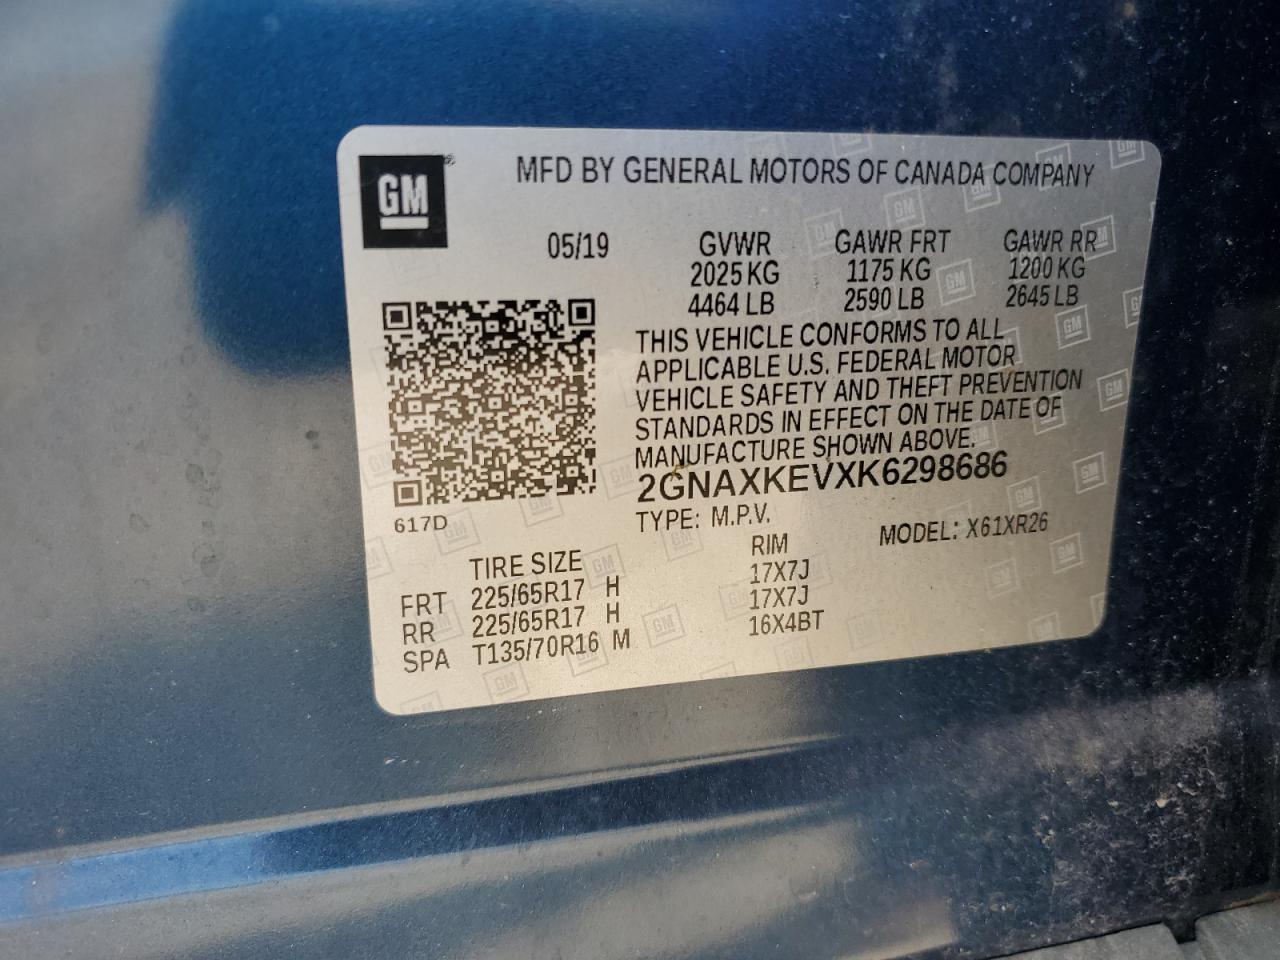 GM
MFD BY GENERAL MOTORS OF CANADA COMPANY
05/19 GVWR GAWR FRT GAWR RR
2025 KG 1175 KG 1200 KG
4464 LB 2590 LB 2645 LB
THIS VEHICLE CONFORMS TO ALL
APPLICABLE U.S. FEDERAL MOTOR
VEHICLE SAFETY AND THEFT PREVENTION
STANDARDS IN EFFECT ON THE DATE OF
MANUFACTURE SHOWN ABOVE.
2GNAXKEVXK6298686
617D
TYPE: M.P.V. MODEL: X61XR26
TIRE SIZE RIM
FRT 225/65R17 H 17X7J
RR 225/65R17 H 17X7J
SPA T135/70R16 M 16X4BT